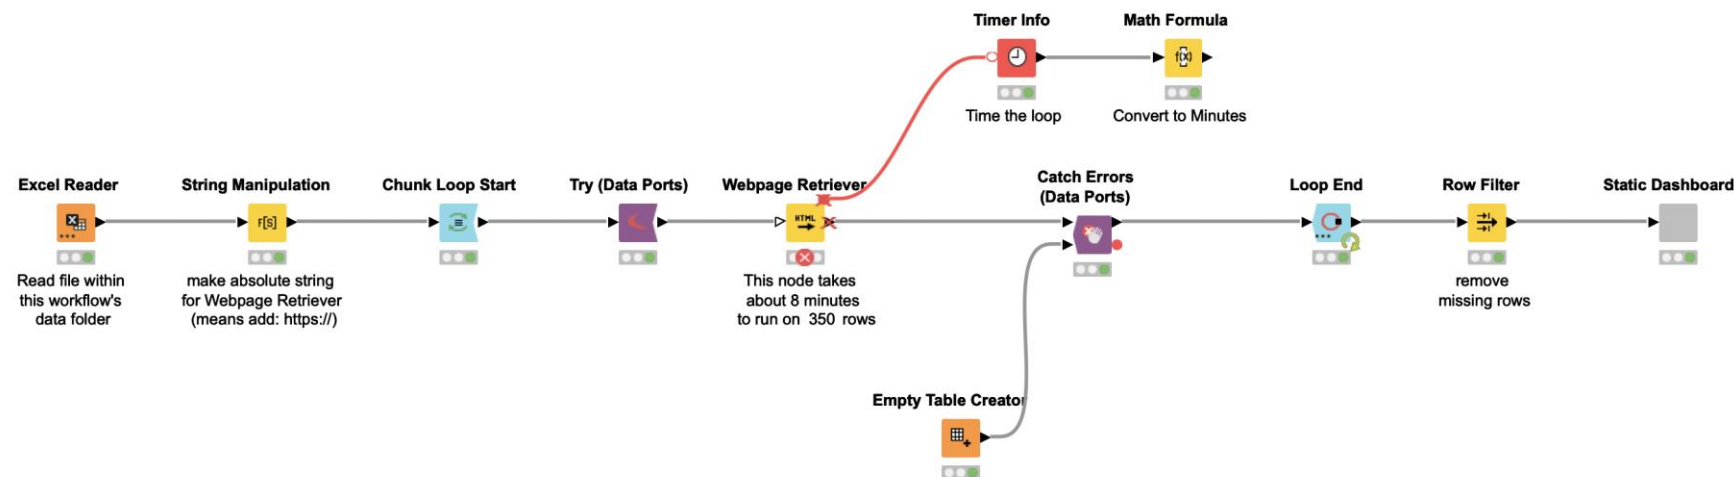 Timer Info
Math Formula
f(x)
Time the loop
Convert to Minutes
Excel Reader
String Manipulation
Chunk Loop Start
Try (Data Ports)
Webpage Retriever
Catch Errors
(Data Ports)
Loop End
Row Filter
Static Dashboard
F[S]
HTML
Read file within
this workflow's
data folder
make absolute string
for Webpage Retriever
(means add: https://)
This node takes
about 8 minutes
to run on 350 rows
remove
missing rows
Empty Table Creator